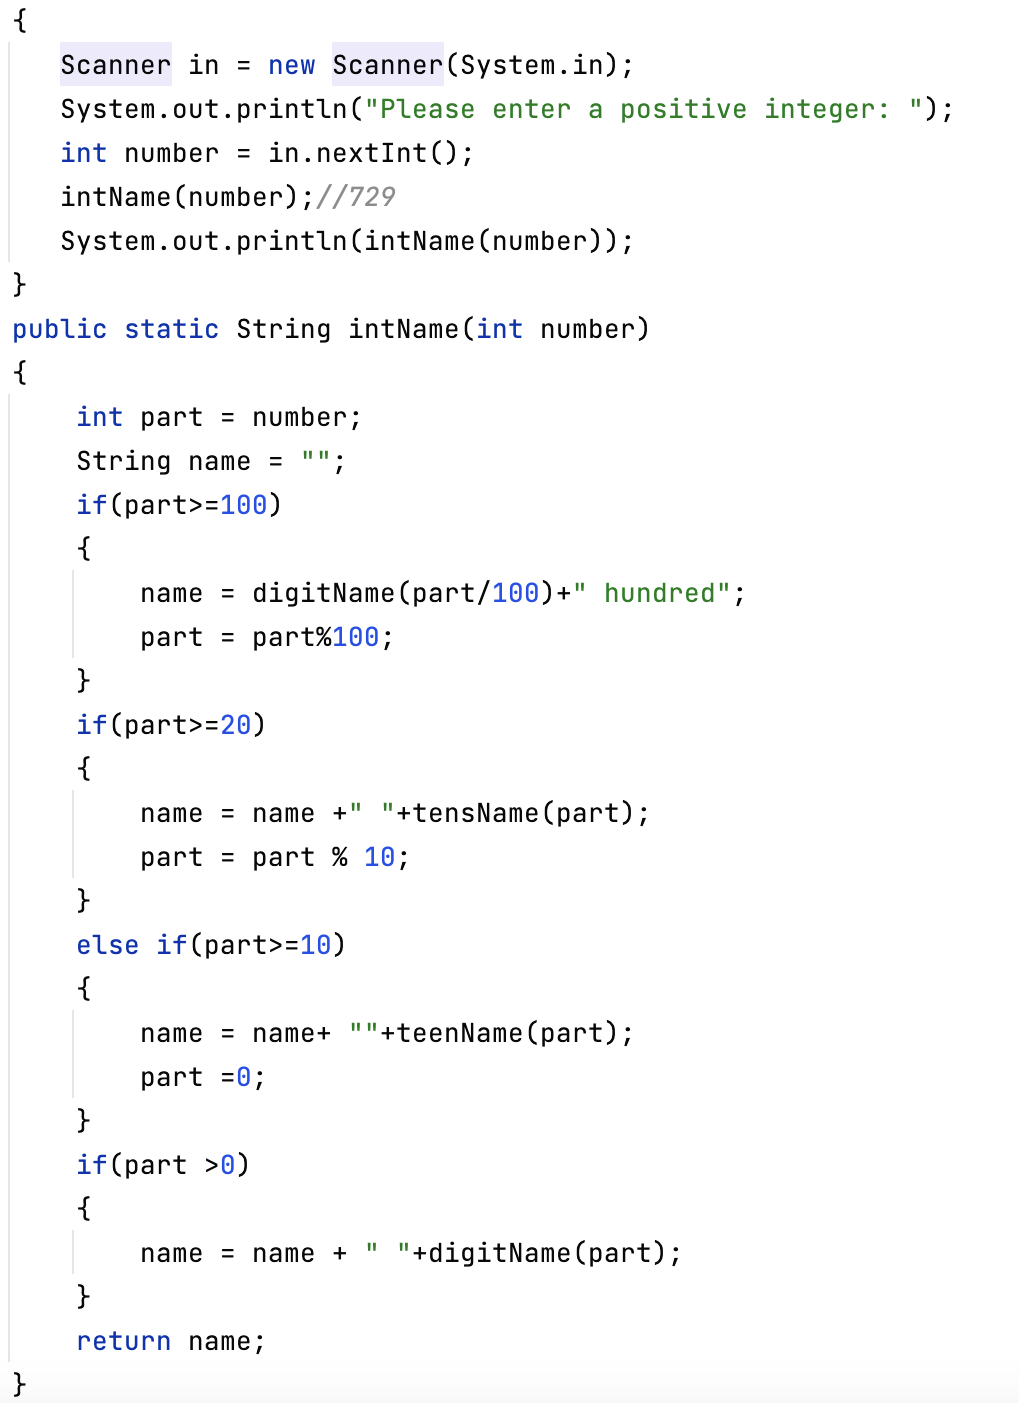 {
   Scanner in = new Scanner(System.in);
   System.out.println("Please enter a positive integer: ");
   int number = in.nextInt();
   intName(number);//729
   System.out.println(intName(number));
}
public static String intName(int number)
{
    int part = number;
    String name = "";
    if(part>=100)
    {
        name = digitName(part/100)+" hundred";
        part = part%100;
    }
    if(part>=20)
    {
        name = name +" "+tensName(part);
        part = part % 10;
    }
    else if(part>=10)
    {
        name = name+ ""+teenName(part);
        part =0;
    }
    if(part >0)
    {
        name = name + " "+digitName(part);
    }
    return name;
}